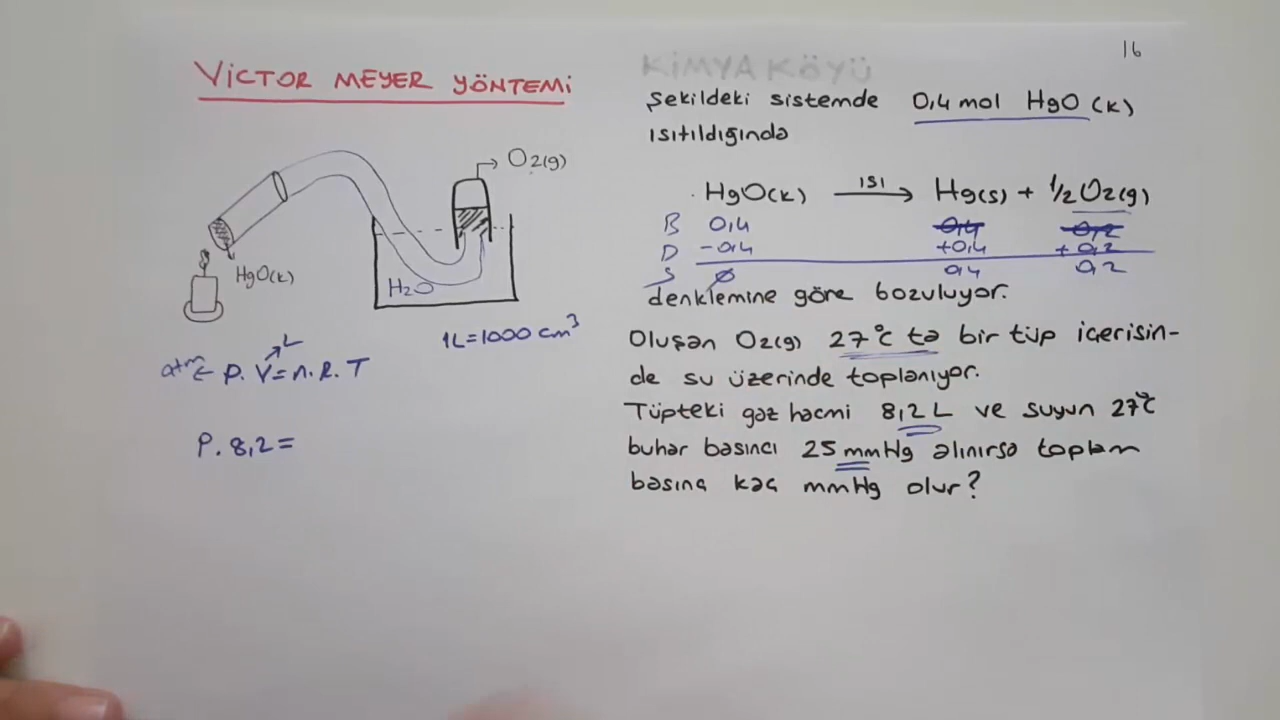 16
VİCTOR MEYER YÖNTEMİ
KİMYA KÖYÜ
Şekildeki sistemde 0,4 mol HgO(k)
ısıtıldığında
HgO(k) ısı → Hg(s) + 1/2 O2(g)
B 0,4 0,4 0,2
D -0,4 +0,4 +0,2
S 0 0,4 0,2
denklemine göre bozuluyor.
Oluşan O2(g) 27°C ta bir tüp içerisin-
de su üzerinde toplanıyor.
Tüpteki gaz hacmi 8,2 L ve suyun 27°C
buhar basıncı 25 mmHg alınırsa toplam
basınç kaç mmHg olur?
O2(g)
HgO(k)
H2O
1L = 1000 cm³
L
atm ← P. V = n. R. T
P. 8,2 =